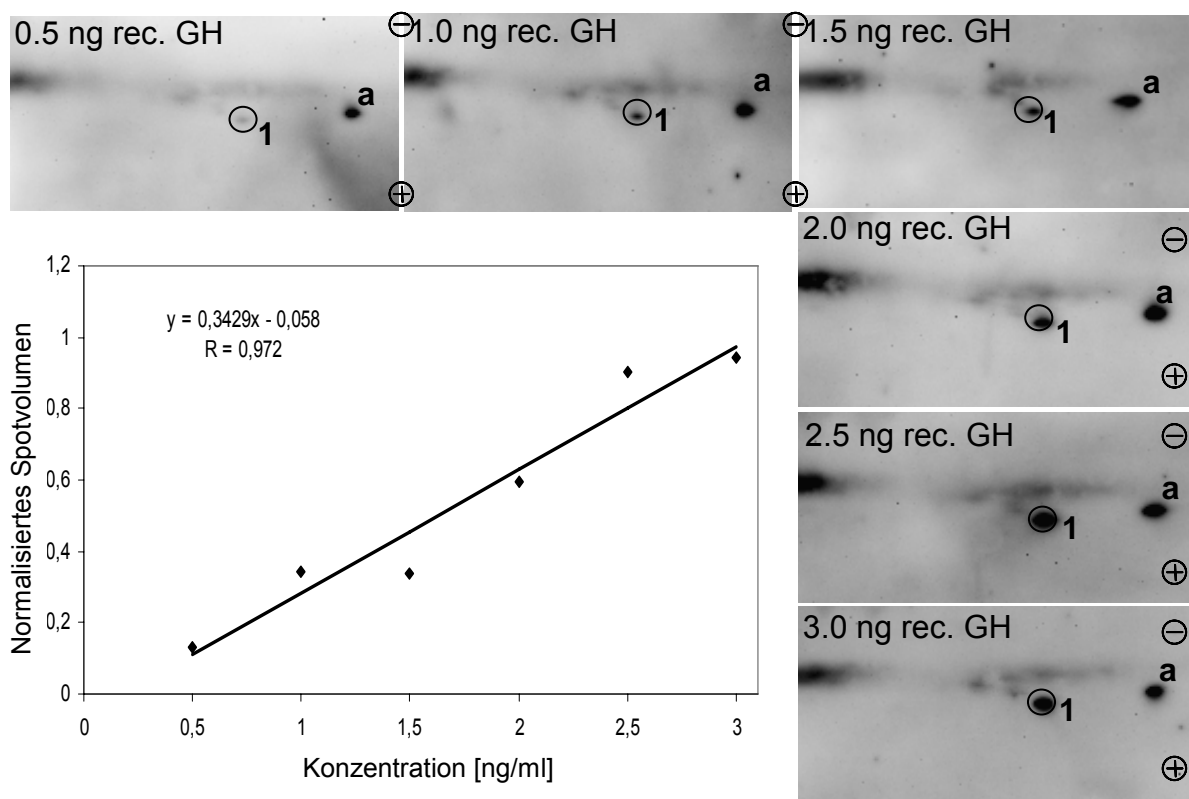 0.5 ng rec. GH
⊖
1.0 ng rec. GH
⊖
1.5 ng rec. GH
a
1
a
1
a
1
⊕
⊕
2.0 ng rec. GH
⊖
a
1
⊕
2.5 ng rec. GH
⊖
a
1
⊕
3.0 ng rec. GH
⊖
a
1
⊕
1,2
1
0,8
0,6
0,4
0,2
0
y = 0,3429x - 0,058
R = 0,972
Normalisiertes Spotvolumen
0
0,5
1
1,5
2
2,5
3
Konzentration [ng/ml]